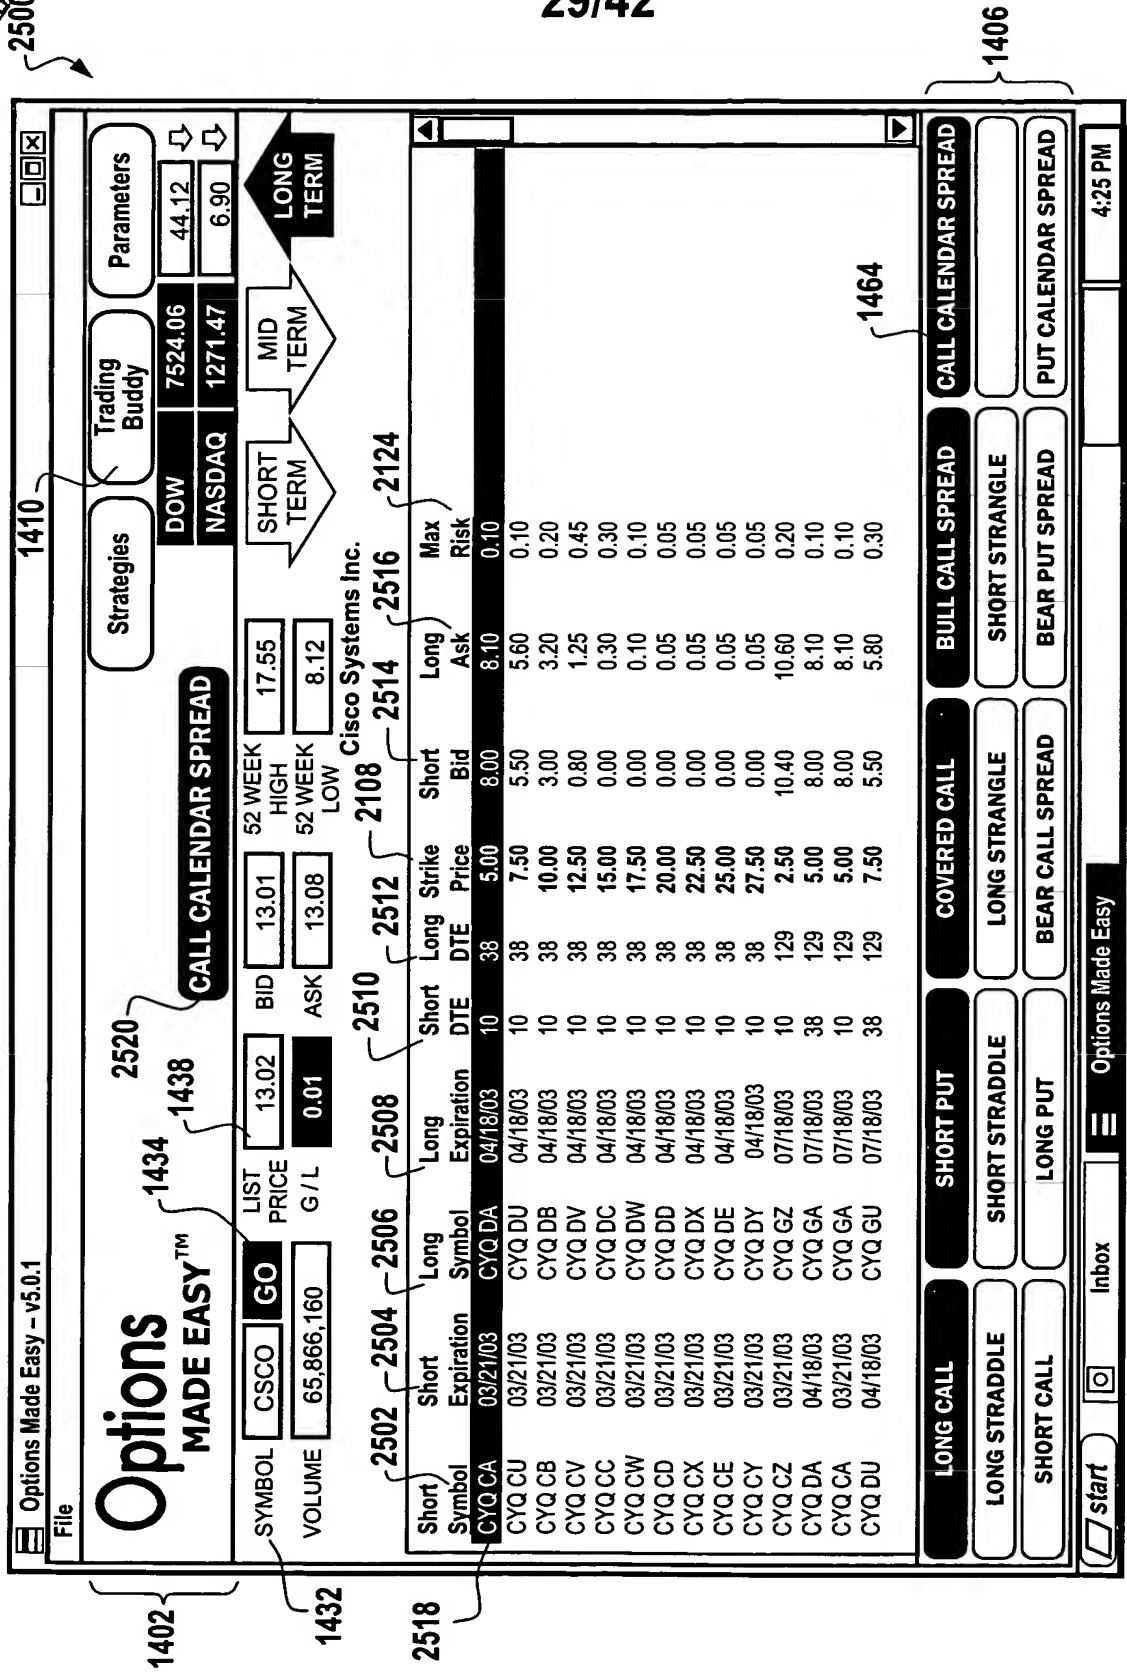 29/42
2500
Options Made Easy – v5.0.1
File
1402
Options
MADE EASY™
1410
Strategies
Trading Buddy
Parameters
2520
CALL CALENDAR SPREAD
DOW 7524.06 44.12
NASDAQ 1271.47 6.90
1432
1434
1438
SYMBOL CSCO GO LIST PRICE 13.02 BID 13.01 52 WEEK HIGH 17.55
VOLUME 65,866,160 G / L 0.01 ASK 13.08 52 WEEK LOW 8.12
SHORT TERM
MID TERM
LONG TERM
Cisco Systems Inc.
2502 2504 2506 2508 2510 2512 2108 2514 2516 2124
Short Symbol Short Expiration Long Symbol Long Expiration Short DTE Long DTE Strike Price Short Bid Long Ask Max Risk
2518
CYQ CA 03/21/03 CYQ DA 04/18/03 10 38 5.00 8.00 8.10 0.10
CYQ CU 03/21/03 CYQ DU 04/18/03 10 38 7.50 5.50 5.60 0.10
CYQ CB 03/21/03 CYQ DB 04/18/03 10 38 10.00 3.00 3.20 0.20
CYQ CV 03/21/03 CYQ DV 04/18/03 10 38 12.50 0.80 1.25 0.45
CYQ CC 03/21/03 CYQ DC 04/18/03 10 38 15.00 0.00 0.30 0.30
CYQ CW 03/21/03 CYQ DW 04/18/03 10 38 17.50 0.00 0.10 0.10
CYQ CD 03/21/03 CYQ DD 04/18/03 10 38 20.00 0.00 0.05 0.05
CYQ CX 03/21/03 CYQ DX 04/18/03 10 38 22.50 0.00 0.05 0.05
CYQ CE 03/21/03 CYQ DE 04/18/03 10 38 25.00 0.00 0.05 0.05
CYQ CY 03/21/03 CYQ DY 04/18/03 10 38 27.50 0.00 0.05 0.05
CYQ CZ 03/21/03 CYQ GZ 07/18/03 10 129 2.50 10.40 10.60 0.20
CYQ DA 04/18/03 CYQ GA 07/18/03 38 129 5.00 8.00 8.10 0.10
CYQ CA 03/21/03 CYQ GA 07/18/03 10 129 5.00 8.00 8.10 0.10
CYQ DU 04/18/03 CYQ GU 07/18/03 38 129 7.50 5.50 5.80 0.30
1464
1406
LONG CALL SHORT PUT COVERED CALL BULL CALL SPREAD CALL CALENDAR SPREAD
LONG STRADDLE SHORT STRADDLE LONG STRANGLE SHORT STRANGLE
SHORT CALL LONG PUT BEAR CALL SPREAD BEAR PUT SPREAD PUT CALENDAR SPREAD
start Inbox Options Made Easy 4:25 PM